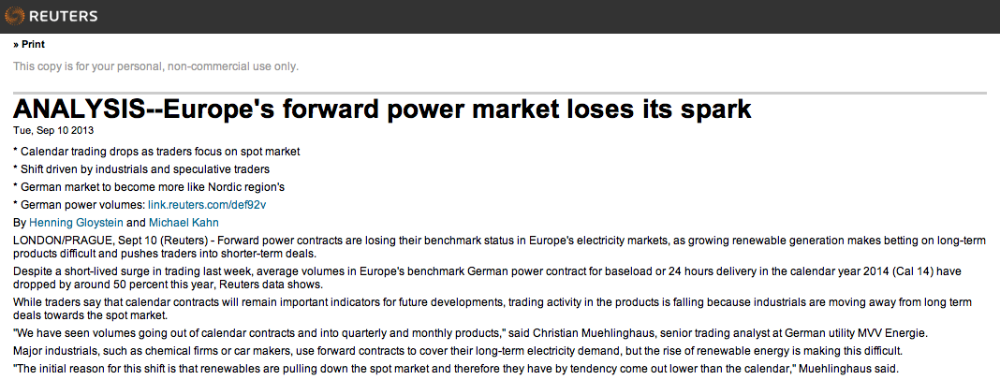 REUTERS
» Print
This copy is for your personal, non-commercial use only.
ANALYSIS--Europe's forward power market loses its spark
Tue, Sep 10 2013
* Calendar trading drops as traders focus on spot market
* Shift driven by industrials and speculative traders
* German market to become more like Nordic region's
* German power volumes: link.reuters.com/def92v
By Henning Gloystein and Michael Kahn
LONDON/PRAGUE, Sept 10 (Reuters) - Forward power contracts are losing their benchmark status in Europe's electricity markets, as growing renewable generation makes betting on long-term
products difficult and pushes traders into shorter-term deals.
Despite a short-lived surge in trading last week, average volumes in Europe's benchmark German power contract for baseload or 24 hours delivery in the calendar year 2014 (Cal 14) have
dropped by around 50 percent this year, Reuters data shows.
While traders say that calendar contracts will remain important indicators for future developments, trading activity in the products is falling because industrials are moving away from long term
deals towards the spot market.
"We have seen volumes going out of calendar contracts and into quarterly and monthly products," said Christian Muehlinghaus, senior trading analyst at German utility MVV Energie.
Major industrials, such as chemical firms or car makers, use forward contracts to cover their long-term electricity demand, but the rise of renewable energy is making this difficult.
"The initial reason for this shift is that renewables are pulling down the spot market and therefore they have by tendency come out lower than the calendar," Muehlinghaus said.